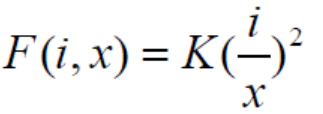 F(i, x) = K(i/x)²